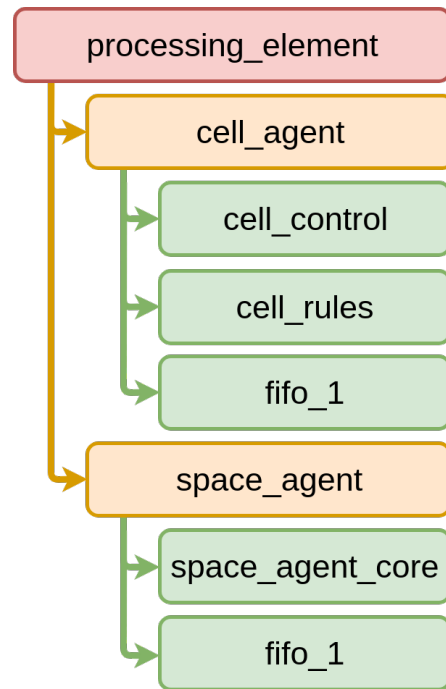 processing_element
cell_agent
cell_control
cell_rules
fifo_1
space_agent
space_agent_core
fifo_1